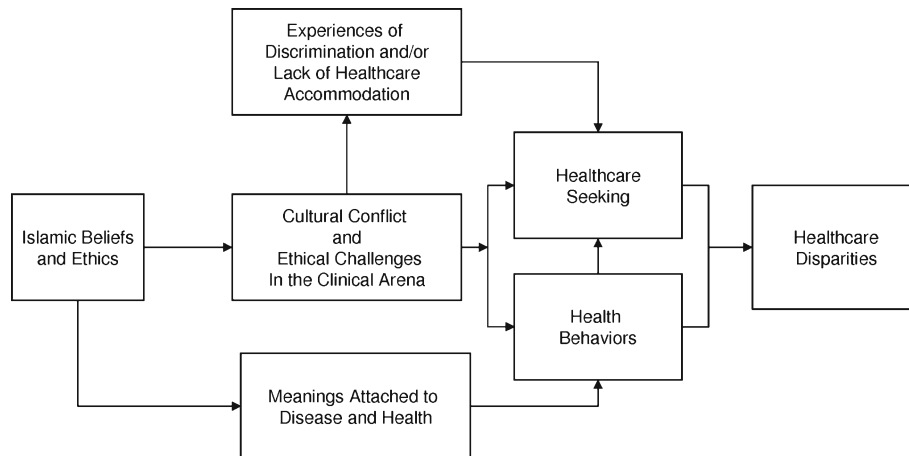 Experiences of
Discrimination and/or
Lack of Healthcare
Accommodation
Islamic Beliefs
and Ethics
Cultural Conflict
and
Ethical Challenges
In the Clinical Arena
Healthcare
Seeking
Healthcare
Disparities
Health
Behaviors
Meanings Attached to
Disease and Health